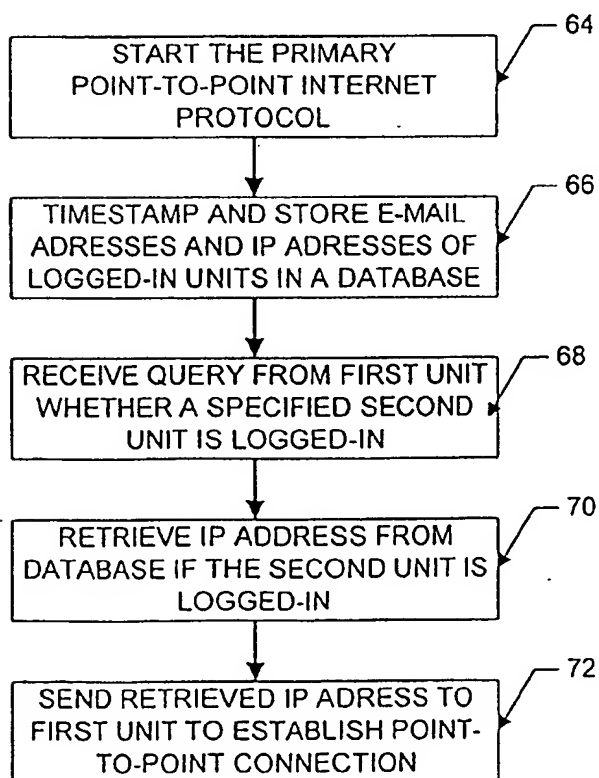 START THE PRIMARY
POINT-TO-POINT INTERNET
PROTOCOL
64
TIMESTAMP AND STORE E-MAIL
ADRESSES AND IP ADRESSES OF
LOGGED-IN UNITS IN A DATABASE
66
RECEIVE QUERY FROM FIRST UNIT
WHETHER A SPECIFIED SECOND
UNIT IS LOGGED-IN
68
RETRIEVE IP ADDRESS FROM
DATABASE IF THE SECOND UNIT IS
LOGGED-IN
70
SEND RETRIEVED IP ADRESS TO
FIRST UNIT TO ESTABLISH POINT-
TO-POINT CONNECTION
72